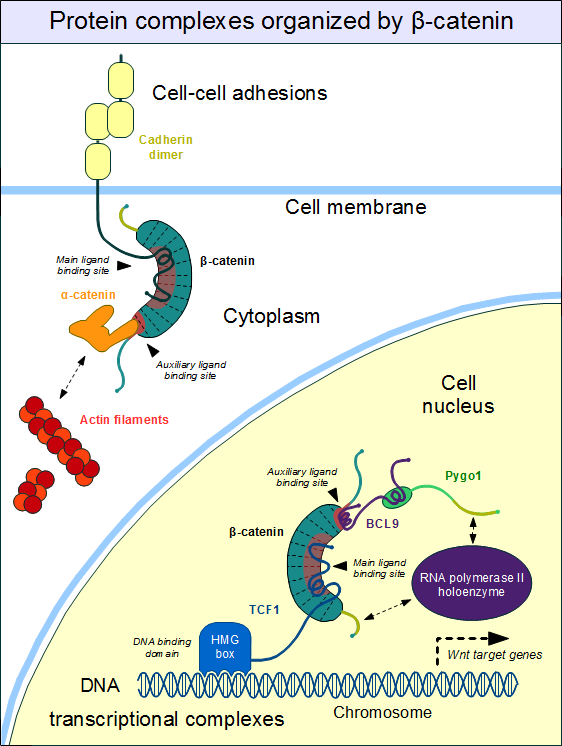 Protein complexes organized by β-catenin
Cell-cell adhesions
Cadherin
dimer
Cell membrane
Main ligand
binding site
β-catenin
α-catenin
Cytoplasm
Auxiliary ligand
binding site
Actin filaments
Cell
nucleus
Auxiliary ligand
binding site
Pygo1
BCL9
β-catenin
Main ligand
binding site
RNA polymerase II
holoenzyme
TCF1
DNA binding
domain
HMG
box
Wnt target genes
DNA
Chromosome
transcriptional complexes